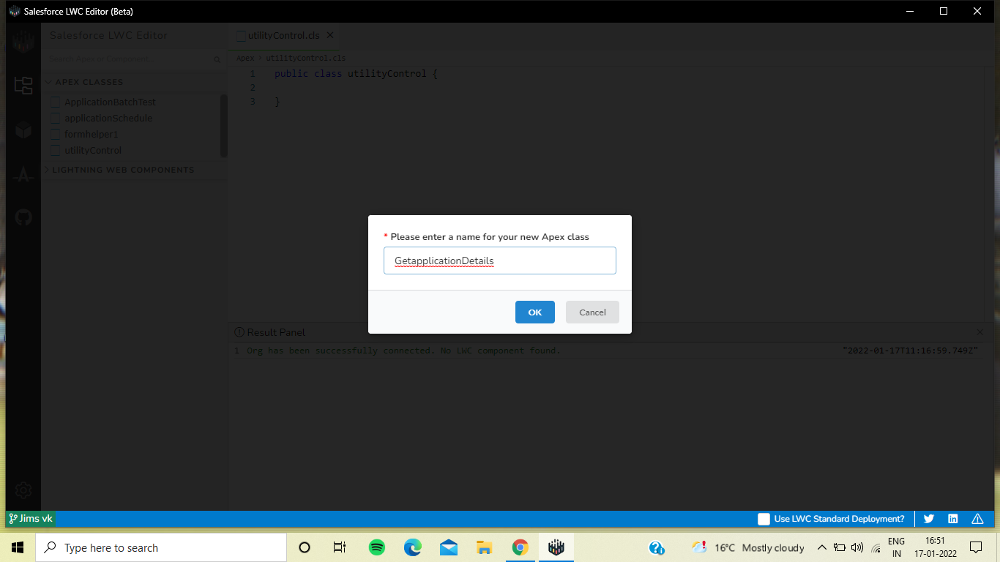 Salesforce LWC Editor (Beta)
Salesforce LWC Editor
Search Apex or Component...
APEX CLASSES
ApplicationBatchTest
applicationSchedule
formhelper1
utilityControl
LIGHTNING WEB COMPONENTS
utilityControl.cls
Apex / utilityControl.cls
1 public class utilityControl {
2
3 }
* Please enter a name for your new Apex class
GetapplicationDetails
OK Cancel
Result Panel
1 Org has been successfully connected. No LWC component found. "2022-01-17T11:16:59.749Z"
Jims vk
Use LWC Standard Deployment?
Type here to search
16°C Mostly cloudy
ENG
IN
16:51
17-01-2022